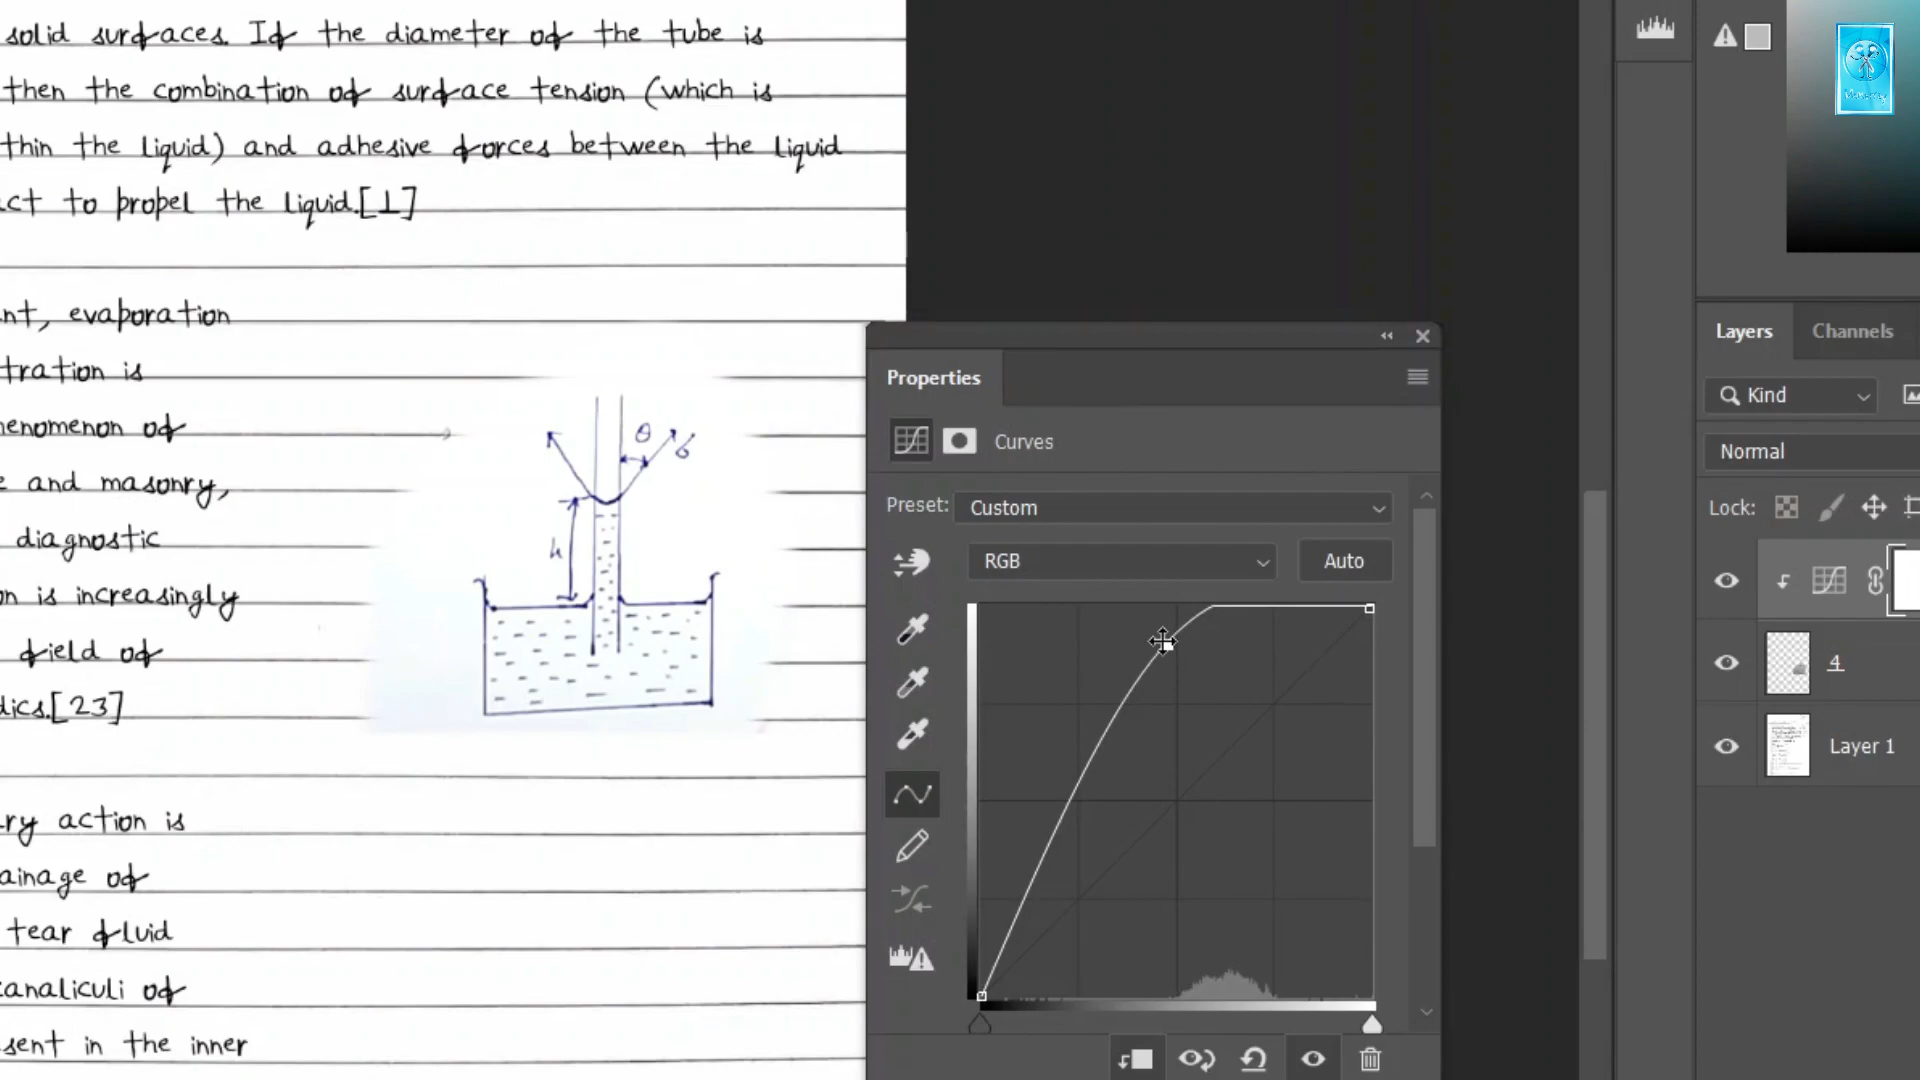 solid surfaces. If the diameter of the tube is
then the combination of surface tension (which is
thin the liquid) and adhesive forces between the liquid
ct to propel the liquid.[1]
nt, evaporation
tration is
henomenon of
e and masonry,
diagnostic
on is increasingly
field of
dics.[23]
ry action is
ainage of
tear fluid
canaliculi of
sent in the inner
θ
σ
h
Properties
Curves
Preset: Custom
RGB
Auto
Layers
Channels
Kind
Normal
Lock:
4
Layer 1